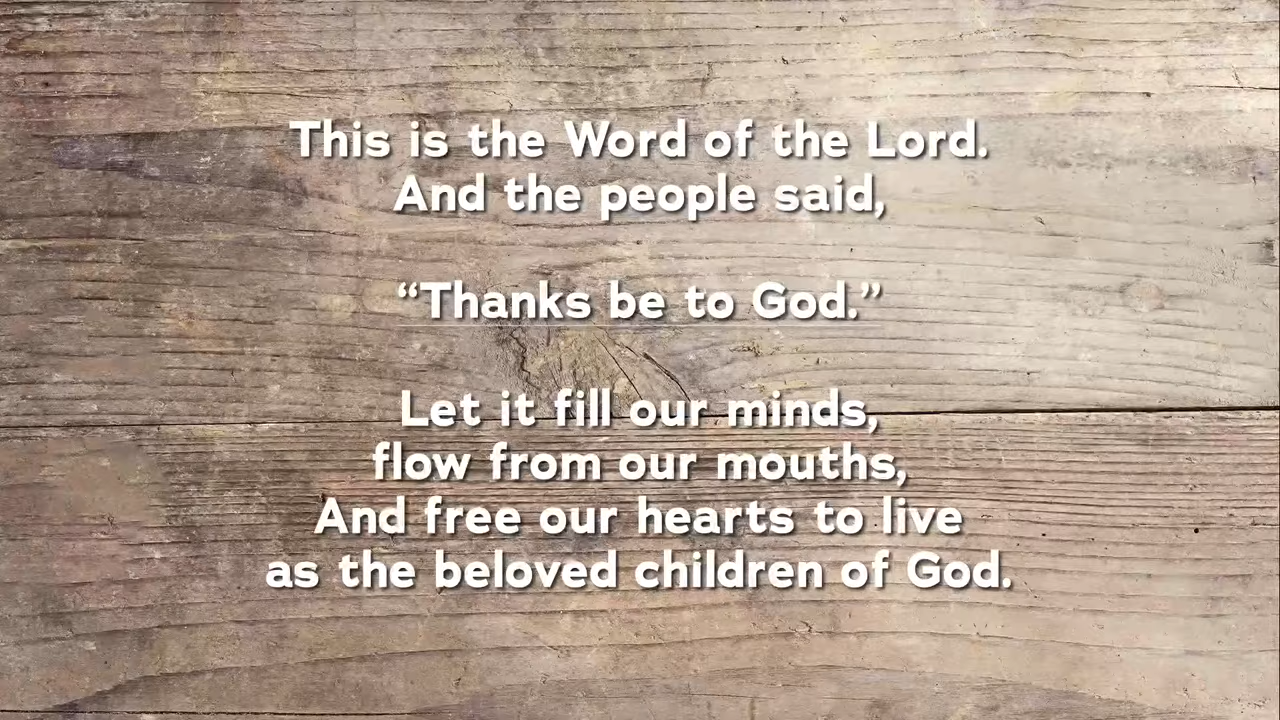 This is the Word of the Lord.
And the people said,
“Thanks be to God.”
Let it fill our minds,
flow from our mouths,
And free our hearts to live
as the beloved children of God.